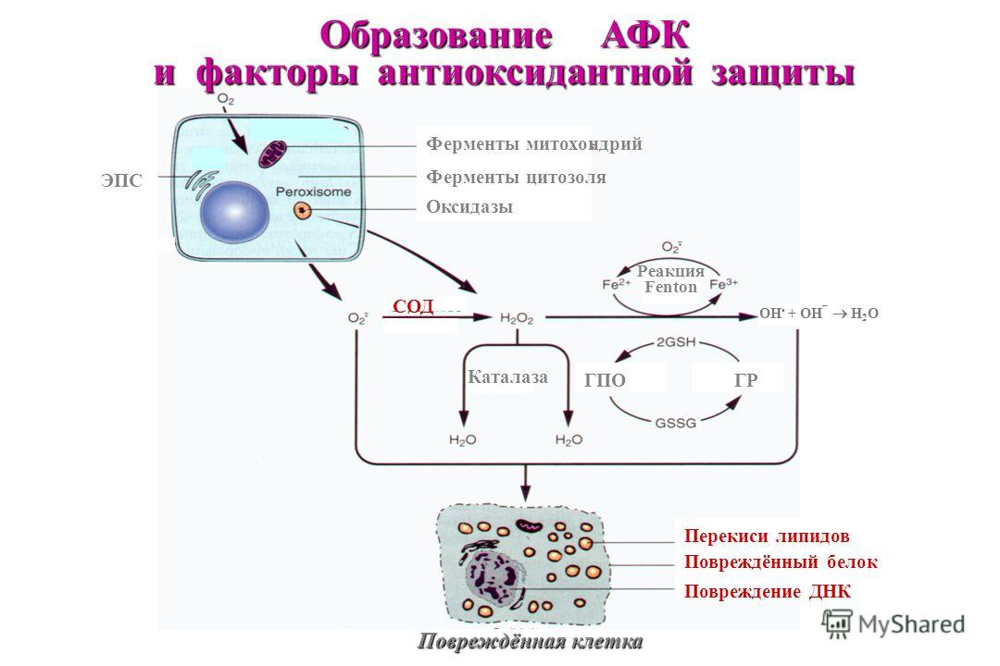 Образование АФК
и факторы антиоксидантной защиты
O₂
Ферменты митохондрий
ЭПС
Ферменты цитозоля
Peroxisome
Оксидазы
O₂⨪
Реакция
Fe²⁺ Fenton Fe³⁺
O₂⨪ СОД H₂O₂ OH• + OH⁻ → H₂O
2GSH
Каталаза ГПО ГР
GSSG
H₂O H₂O
Перекиси липидов
Повреждённый белок
Повреждение ДНК
Повреждённая клетка
MyShared